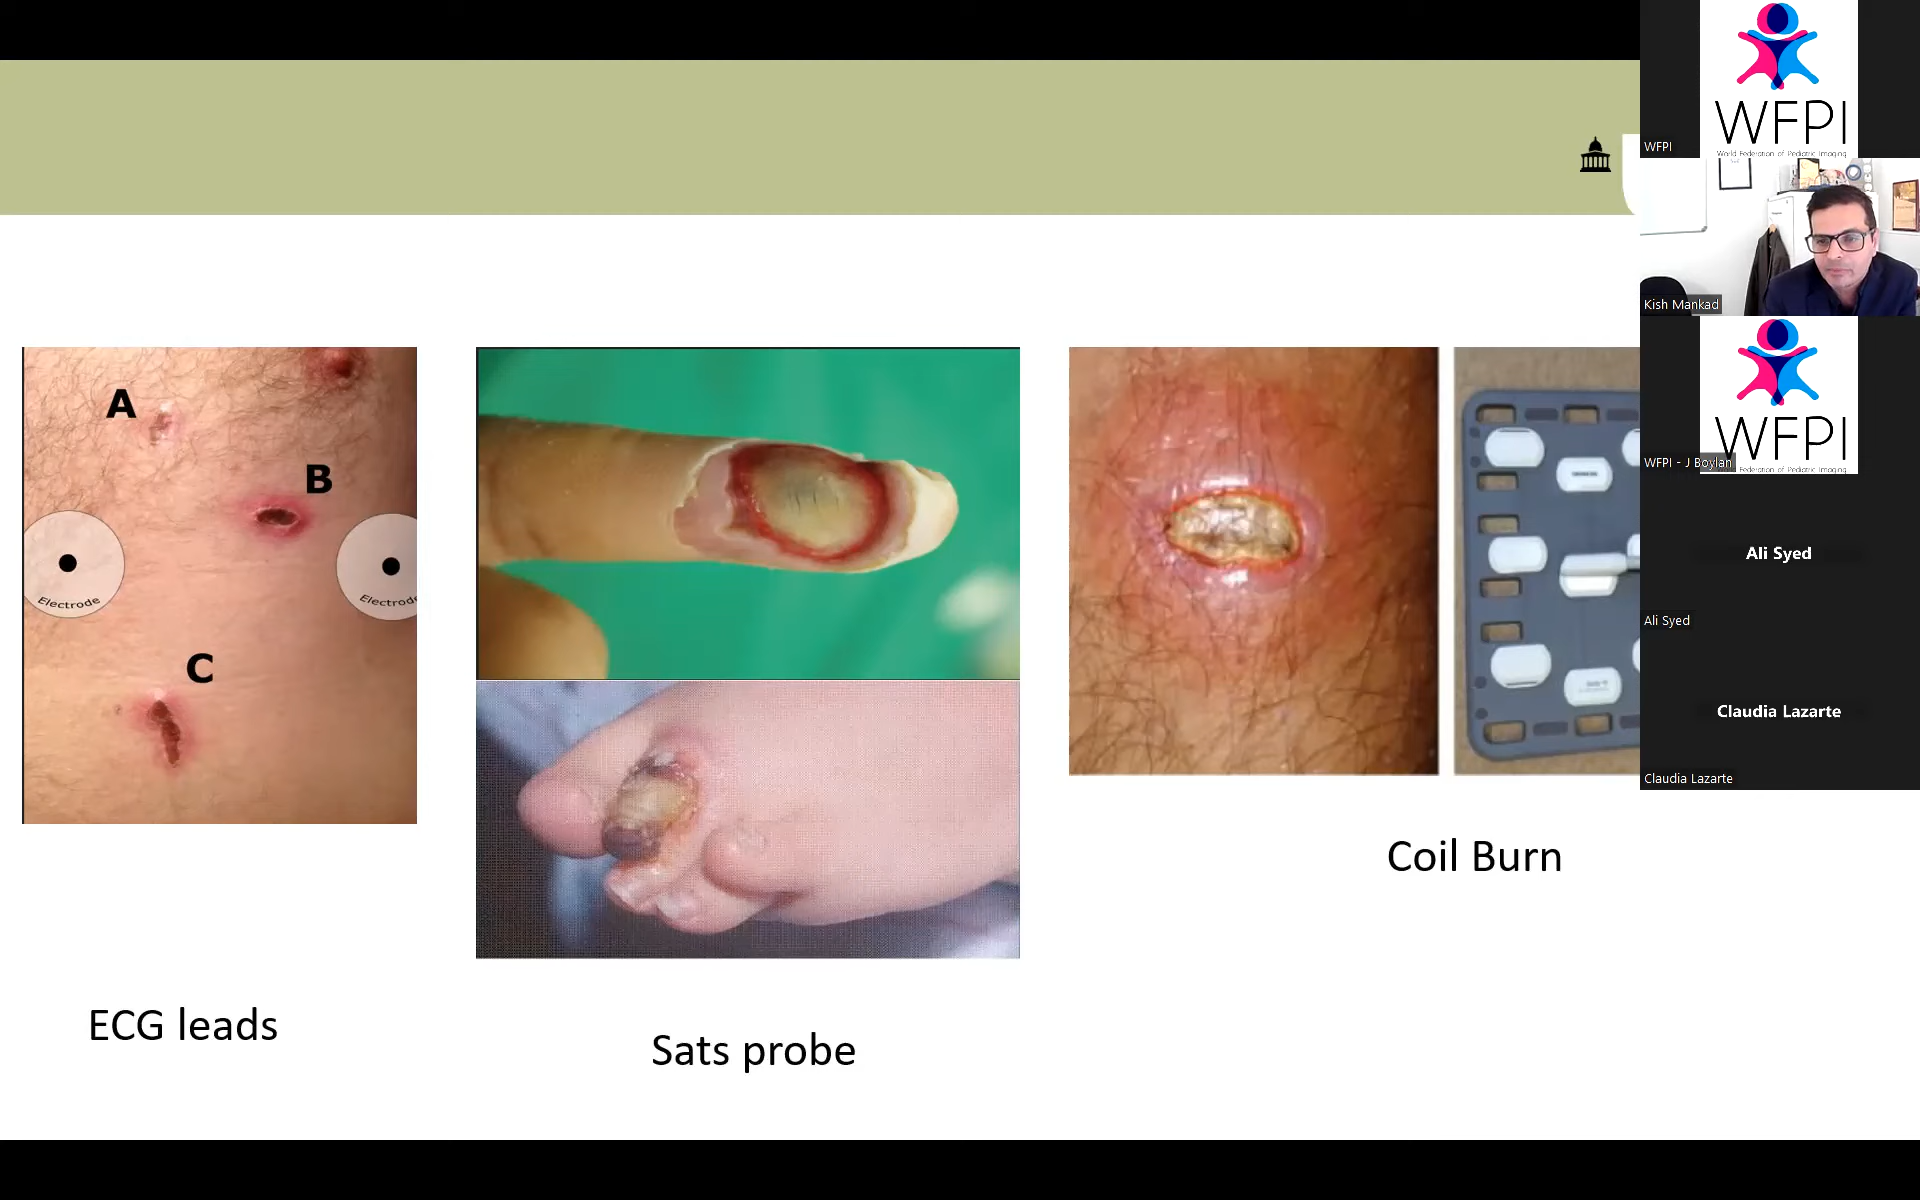 A
B
C
Electrode
Electrode
ECG leads
Sats probe
Coil Burn
WFPI
World Federation of Pediatric Imaging
WFPI
Kish Mankad
WFPI
Federation of Pediatric Imaging
WFPI - J Boylan
Ali Syed
Ali Syed
Claudia Lazarte
Claudia Lazarte